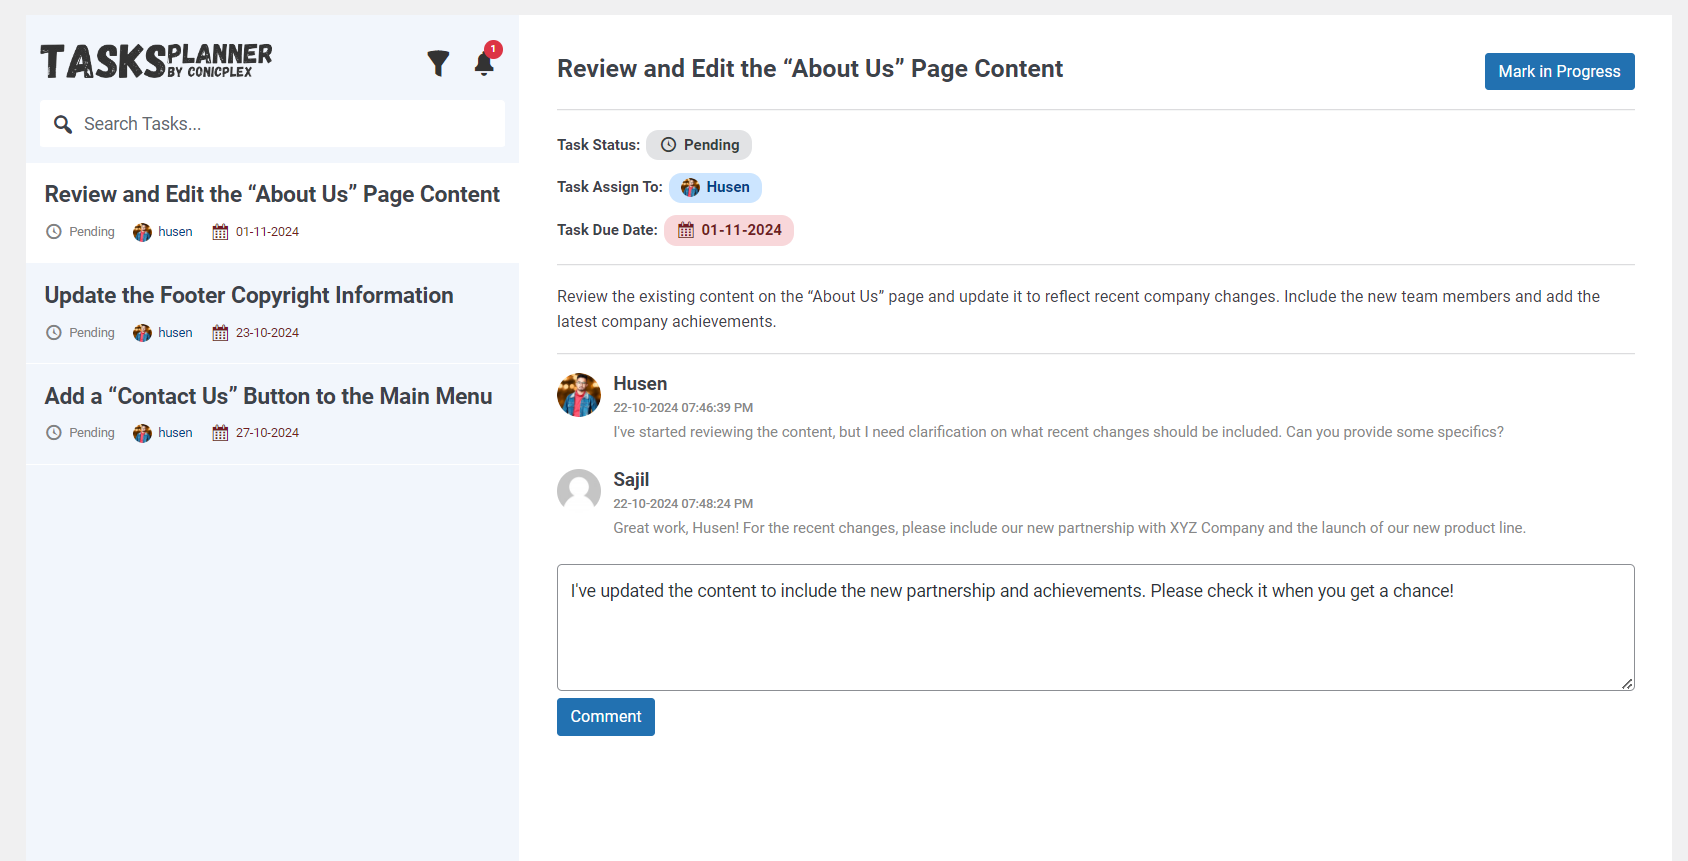 TASKS PLANNER
BY CONICPLEX
1
Search Tasks...
Review and Edit the “About Us” Page Content
Pending husen 01-11-2024
Update the Footer Copyright Information
Pending husen 23-10-2024
Add a “Contact Us” Button to the Main Menu
Pending husen 27-10-2024
Review and Edit the “About Us” Page Content
Mark in Progress
Task Status: Pending
Task Assign To: Husen
Task Due Date: 01-11-2024
Review the existing content on the “About Us” page and update it to reflect recent company changes. Include the new team members and add the
latest company achievements.
Husen
22-10-2024 07:46:39 PM
I've started reviewing the content, but I need clarification on what recent changes should be included. Can you provide some specifics?
Sajil
22-10-2024 07:48:24 PM
Great work, Husen! For the recent changes, please include our new partnership with XYZ Company and the launch of our new product line.
I've updated the content to include the new partnership and achievements. Please check it when you get a chance!
Comment